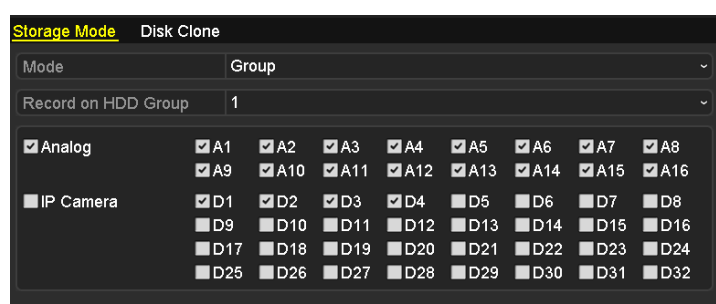 Storage Mode Disk Clone
Mode Group
Record on HDD Group 1
Analog A1 A2 A3 A4 A5 A6 A7 A8
A9 A10 A11 A12 A13 A14 A15 A16
IP Camera D1 D2 D3 D4 D5 D6 D7 D8
D9 D10 D11 D12 D13 D14 D15 D16
D17 D18 D19 D20 D21 D22 D23 D24
D25 D26 D27 D28 D29 D30 D31 D32